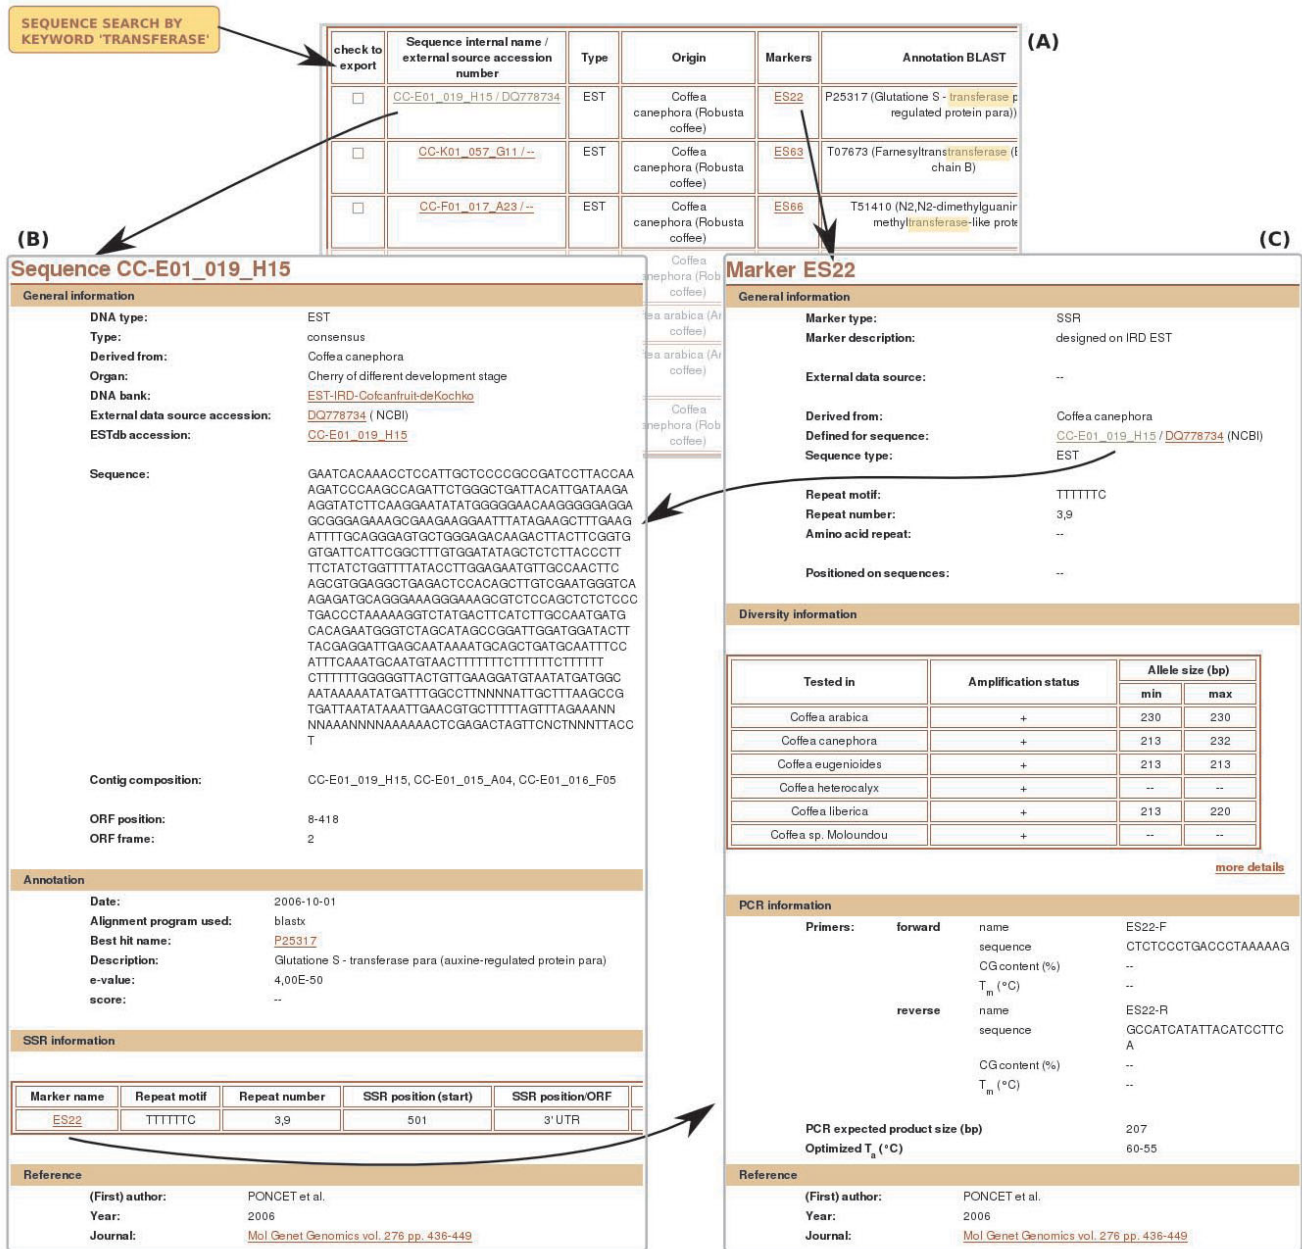 SEQUENCE SEARCH BY
KEYWORD 'TRANSFERASE'
(A)
check to export
Sequence internal name / external source accession number
Type
Origin
Markers
Annotation BLAST
CC-E01_019_H15 / DQ778734
EST
Coffea canephora (Robusta coffee)
ES22
P25317 (Glutatione S - transferase p
regulated protein para))
CC-K01_057_G11 / --
EST
Coffea canephora (Robusta coffee)
ES63
T07673 (Farnesyltranstransferase (E
chain B)
CC-F01_017_A23 / --
EST
Coffea canephora (Robusta coffee)
ES66
T51410 (N2,N2-dimethylguanin
methyltransferase-like prote
Coffea
nephora (Rob
coffee)
ea arabica (Ar
coffee)
ea arabica (Ar
coffee)
Coffea
nephora (Rob
coffee)
(B)
Sequence CC-E01_019_H15
General information
DNA type: EST
Type: consensus
Derived from: Coffea canephora
Organ: Cherry of different development stage
DNA bank: EST-IRD-Cofcanfruit-deKochko
External data source accession: DQ778734 ( NCBI)
ESTdb accession: CC-E01_019_H15
Sequence: GAATCACAAACCTCCATTGCTCCCCGCCGATCCTTACCAA
AGATCCCAAGCCAGATTCTGGGCTGATTACATTGATAAGA
AGGTATCTTCAAGGAATATATGGGGGAACAAGGGGGAGGA
GCGGGAGAAAGCGAAGAAGGAATTTATAGAAGCTTTGAAG
ATTTTGCAGGGAGTGCTGGGAGACAAGACTTACTTCGGTG
GTGATTCATTCGGCTTTGTGGATATAGCTCTCTTACCCTT
TTCTATCTGGTTTTATACCTTGGAGAATGTTGCCAACTTC
AGCGTGGAGGCTGAGACTCCACAGCTTGTCGAATGGGTCA
AGAGATGCAGGGAAAGGGAAAGCGTCTCCAGCTCTCTCCC
TGACCCTAAAAAGGTCTATGACTTCATCTTGCCAATGATG
CACAGAATGGGTCTAGCATAGCCGGATTGGATGGATACTT
TACGAGGATTGAGCAATAAAATGCAGCTGATGCAATTTCC
ATTTCAAATGCAATGTAACTTTTTTTCTTTTTTCTTTTTT
CTTTTTTGGGGGTTACTGTTGAAGGATGTAATATGATGGC
AATAAAAATATGATTTGGCCTTNNNNATTGCTTTAAGCCG
TGATTAATATAAATTGAACGTGCTTTTTAGTTTAGAAANN
NNAAANNNNAAAAAACTCGAGACTAGTTCNCTNNNTTACC
T
Contig composition: CC-E01_019_H15, CC-E01_015_A04, CC-E01_016_F05
ORF position: 8-418
ORF frame: 2
Annotation
Date: 2006-10-01
Alignment program used: blastx
Best hit name: P25317
Description: Glutatione S - transferase para (auxine-regulated protein para)
e-value: 4,00E-50
score: --
SSR information
Marker name Repeat motif Repeat number SSR position (start) SSR position/ORF
ES22 TTTTTTC 3,9 501 3' UTR
Reference
(First) author: PONCET et al.
Year: 2006
Journal: Mol Genet Genomics vol. 276 pp. 436-449
(C)
Marker ES22
General information
Marker type: SSR
Marker description: designed on IRD EST
External data source: --
Derived from: Coffea canephora
Defined for sequence: CC-E01_019_H15 / DQ778734 (NCBI)
Sequence type: EST
Repeat motif: TTTTTTC
Repeat number: 3,9
Amino acid repeat: --
Positioned on sequences: --
Diversity information
Tested in Amplification status Allele size (bp)
min max
Coffea arabica + 230 230
Coffea canephora + 213 232
Coffea eugenioides + 213 213
Coffea heterocalyx + -- --
Coffea liberica + 213 220
Coffea sp. Moloundou + -- --
more details
PCR information
Primers: forward name ES22-F
sequence CTCTCCCTGACCCTAAAAAG
CG content (%) --
Tm (°C) --
reverse name ES22-R
sequence GCCATCATATTACATCCTTC
A
CG content (%) --
Tm (°C) --
PCR expected product size (bp) 207
Optimized Ta (°C) 60-55
Reference
(First) author: PONCET et al.
Year: 2006
Journal: Mol Genet Genomics vol. 276 pp. 436-449